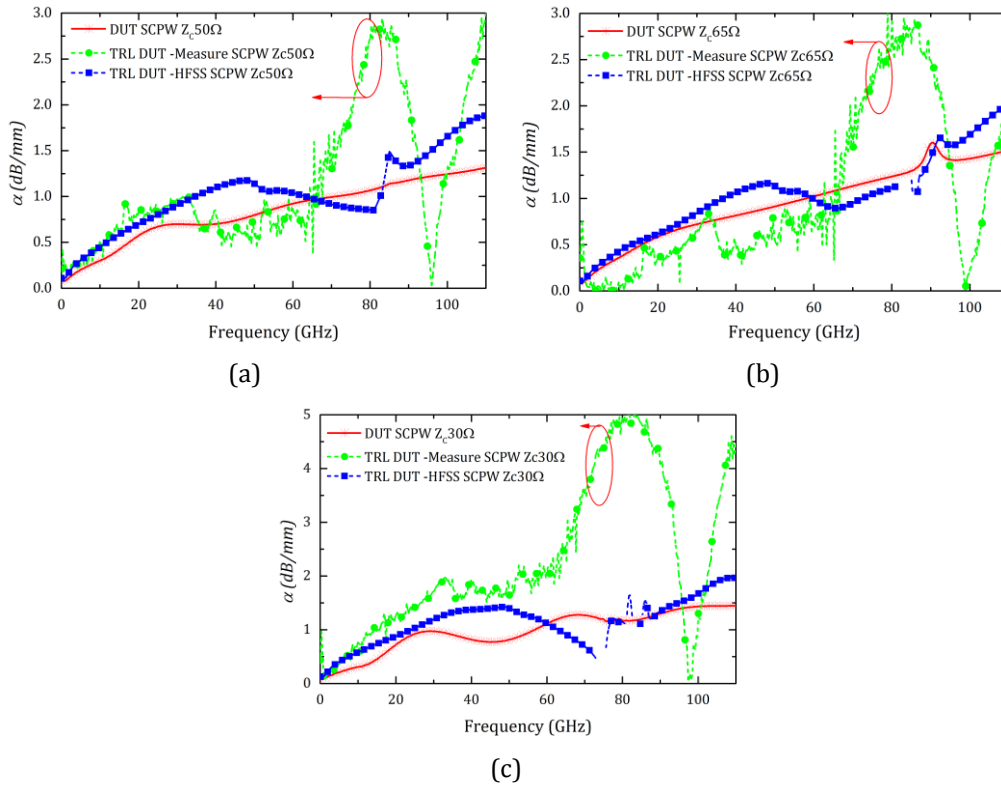 3.0
2.5
2.0
1.5
1.0
0.5
0.0
α (dB/mm)
DUT SCPW ZC50Ω
TRL DUT -Measure SCPW Zc50Ω
TRL DUT -HFSS SCPW Zc50Ω
0 20 40 60 80 100
Frequency (GHz)
(a)
3.0
2.5
2.0
1.5
1.0
0.5
0.0
α (dB/mm)
DUT SCPW ZC65Ω
TRL DUT -Measure SCPW Zc65Ω
TRL DUT -HFSS SCPW Zc65Ω
0 20 40 60 80 100
Frequency (GHz)
(b)
5
4
3
2
1
0
α (dB/mm)
DUT SCPW ZC30Ω
TRL DUT -Measure SCPW Zc30Ω
TRL DUT -HFSS SCPW Zc30Ω
0 20 40 60 80 100
Frequency (GHz)
(c)